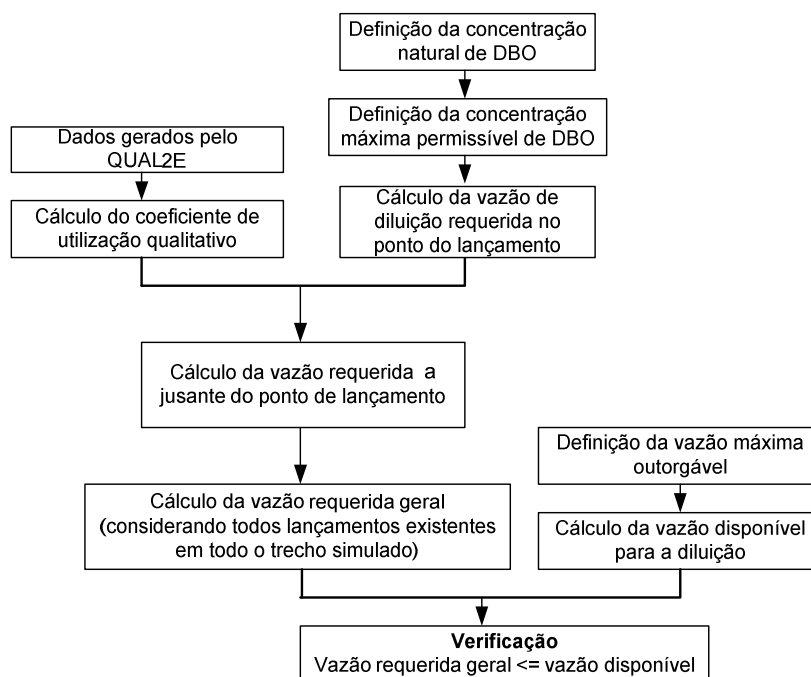 Definição da concentração
natural de DBO
Definição da concentração
máxima permissível de DBO
Dados gerados pelo
QUAL2E
Cálculo do coeficiente de
utilização qualitativo
Cálculo da vazão de
diluição requerida no
ponto do lançamento
Cálculo da vazão requerida a
jusante do ponto de lançamento
Definição da vazão máxima
outorgável
Cálculo da vazão requerida geral
(considerando todos lançamentos existentes
em todo o trecho simulado)
Cálculo da vazão disponível
para a diluição
Verificação
Vazão requerida geral <= vazão disponível